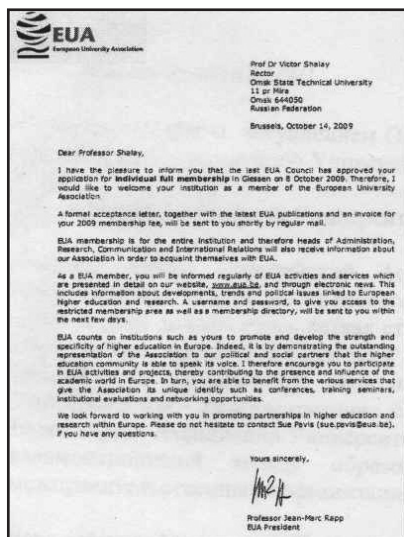 EUA
European University Association
Prof Dr Victor Shalay
Rector
Omsk State Technical University
11 pr Mira
Omsk 644050
Russian Federation
Brussels, October 14, 2009
Dear Professor Shalay,
I have the pleasure to inform you that the last EUA Council has approved your
application for individual full membership in Giessen on 8 October 2009. Therefore, I
would like to welcome your institution as a member of the European University
Association
A formal acceptance letter, together with the latest EUA publications and an invoice for
your 2009 membership fee, will be sent to you shortly by regular mail.
EUA membership is for the entire institution and therefore Heads of Administration,
Research, Communication and International Relations will also receive information about
our Association in order to acquaint themselves with EUA.
As a EUA member, you will be informed regularly of EUA activities and services which
are presented in detail on our website, www.eua.be, and through electronic news. This
includes information about developments, trends and political issues linked to European
higher education and research. A username and password, to give you access to the
restricted membership area as well as a membership directory, will be sent to you within
the next few days.
EUA counts on institutions such as yours to promote and develop the strength and
specificity of higher education in Europe. Indeed, it is by demonstrating the outstanding
representation of the Association to our political and social partners that the higher
education community is able to speak its voice. I therefore encourage you to participate
in EUA activities and projects, thereby contributing to the presence and influence of the
academic world in Europe. In turn, you are able to benefit from the various services that
give the Association its unique identity such as conferences, training seminars,
institutional evaluations and networking opportunities.
We look forward to working with you in promoting partnerships in higher education and
research within Europe. Please do not hesitate to contact Sue Pavis (sue.pavis@eua.be),
if you have any questions.
Yours sincerely,
Professor Jean-Marc Rapp
EUA President